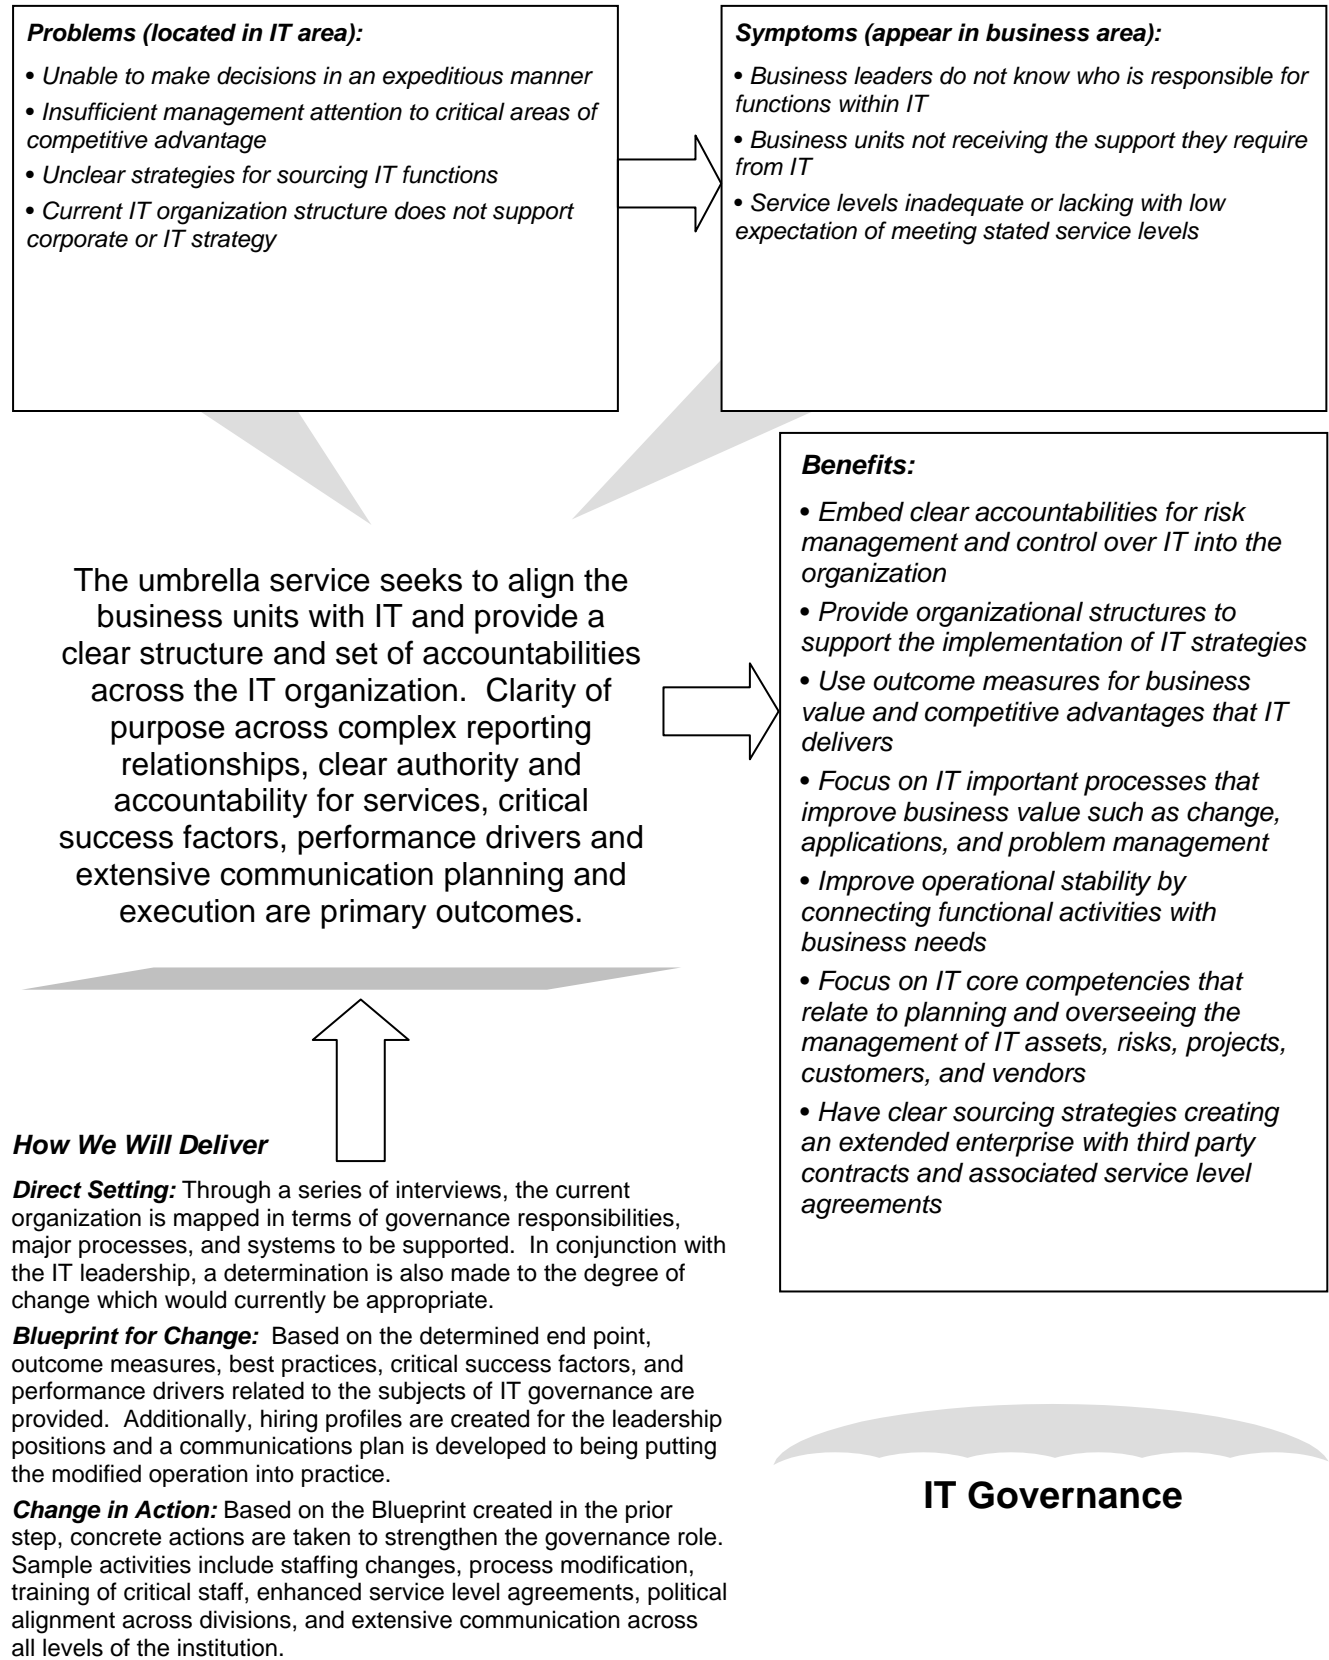 Problems (located in IT area):
• Unable to make decisions in an expeditious manner
• Insufficient management attention to critical areas of
competitive advantage
• Unclear strategies for sourcing IT functions
• Current IT organization structure does not support
corporate or IT strategy
Symptoms (appear in business area):
• Business leaders do not know who is responsible for
functions within IT
• Business units not receiving the support they require
from IT
• Service levels inadequate or lacking with low
expectation of meeting stated service levels
The umbrella service seeks to align the
business units with IT and provide a
clear structure and set of accountabilities
across the IT organization.  Clarity of
purpose across complex reporting
relationships, clear authority and
accountability for services, critical
success factors, performance drivers and
extensive communication planning and
execution are primary outcomes.
Benefits:
• Embed clear accountabilities for risk
management and control over IT into the
organization
• Provide organizational structures to
support the implementation of IT strategies
• Use outcome measures for business
value and competitive advantages that IT
delivers
• Focus on IT important processes that
improve business value such as change,
applications, and problem management
• Improve operational stability by
connecting functional activities with
business needs
• Focus on IT core competencies that
relate to planning and overseeing the
management of IT assets, risks, projects,
customers, and vendors
• Have clear sourcing strategies creating
an extended enterprise with third party
contracts and associated service level
agreements
How We Will Deliver
Direct Setting: Through a series of interviews, the current
organization is mapped in terms of governance responsibilities,
major processes, and systems to be supported.  In conjunction with
the IT leadership, a determination is also made to the degree of
change which would currently be appropriate.
Blueprint for Change:  Based on the determined end point,
outcome measures, best practices, critical success factors, and
performance drivers related to the subjects of IT governance are
provided.  Additionally, hiring profiles are created for the leadership
positions and a communications plan is developed to being putting
the modified operation into practice.
Change in Action: Based on the Blueprint created in the prior
step, concrete actions are taken to strengthen the governance role.
Sample activities include staffing changes, process modification,
training of critical staff, enhanced service level agreements, political
alignment across divisions, and extensive communication across
all levels of the institution.
IT Governance